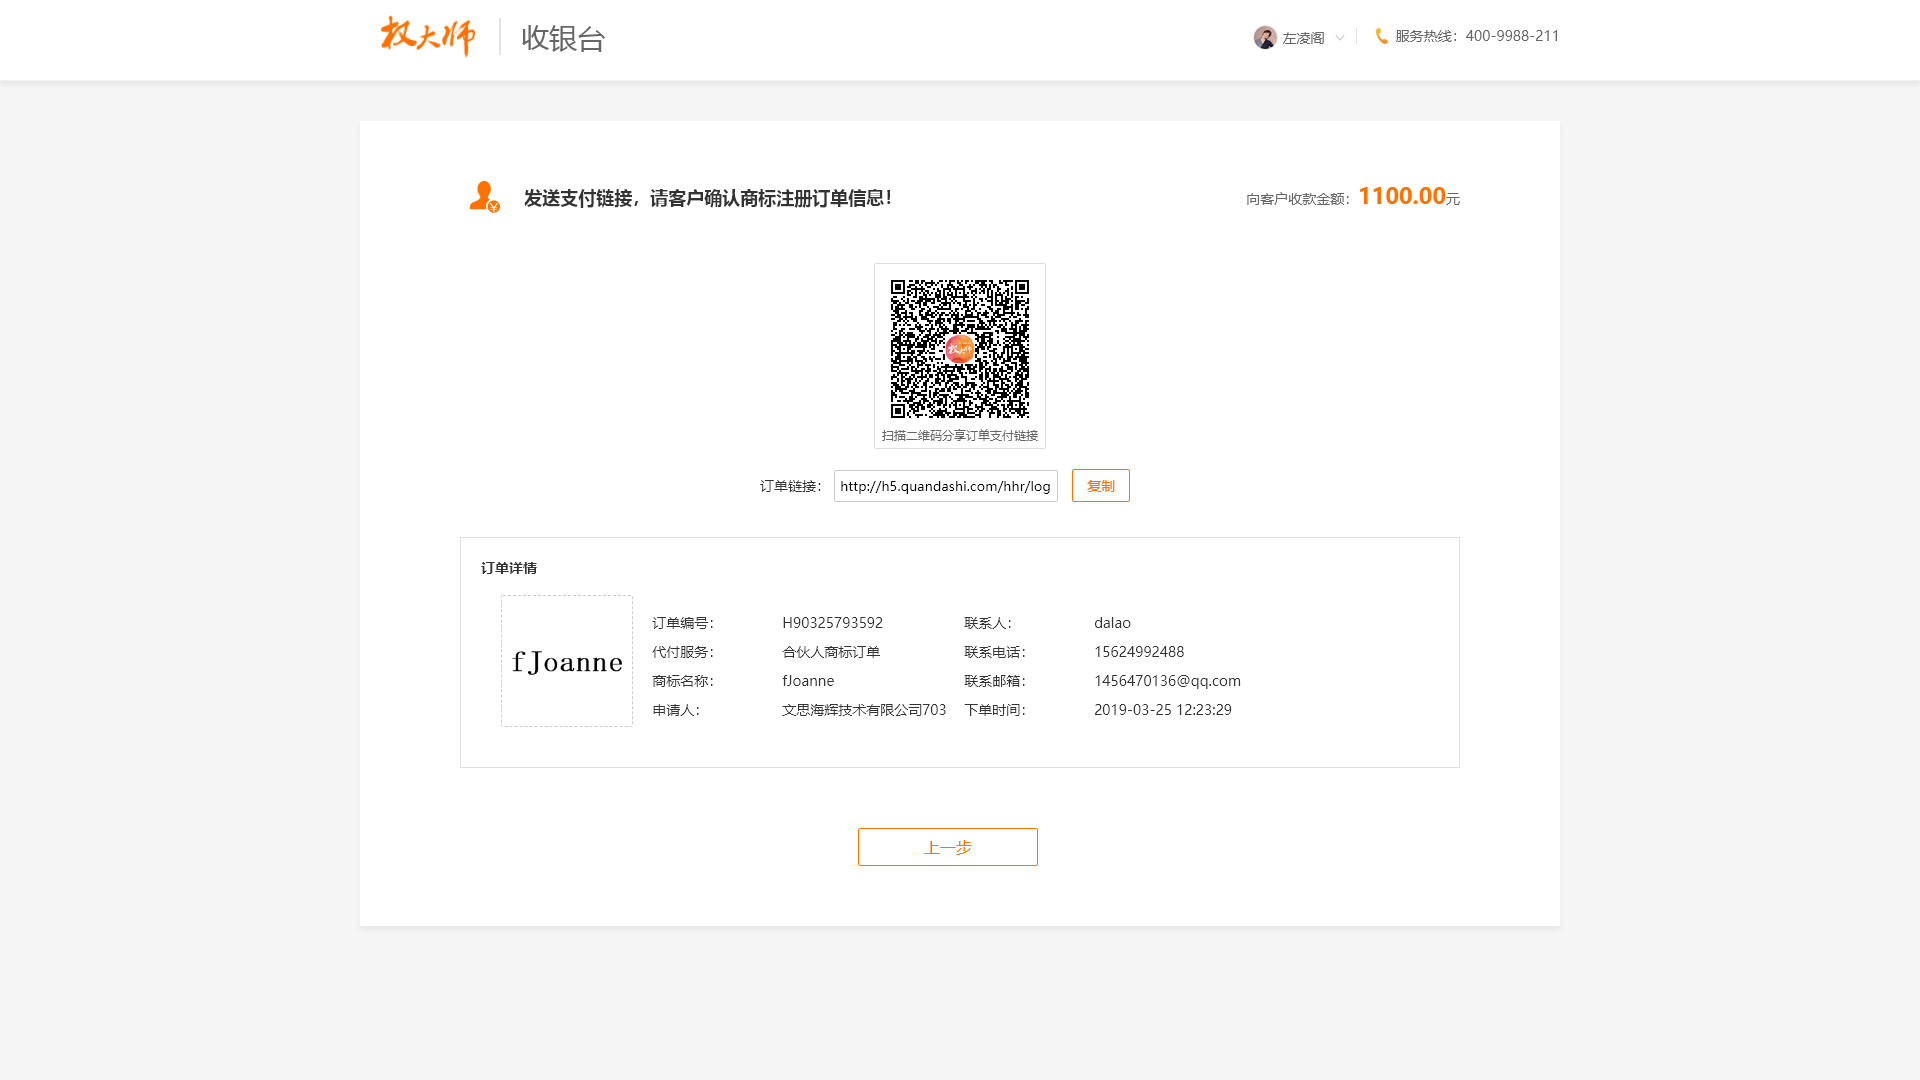 权大师
收银台
左凌阁
服务热线：400-9988-211
发送支付链接，请客户确认商标注册订单信息！
向客户收款金额：1100.00元
权大师
扫描二维码分享订单支付链接
订单链接： http://h5.quandashi.com/hhr/log 复制
订单详情
fJoanne
订单编号： H90325793592 联系人： dalao
代付服务： 合伙人商标订单 联系电话： 15624992488
商标名称： fJoanne 联系邮箱： 1456470136@qq.com
申请人： 文思海辉技术有限公司703 下单时间： 2019-03-25 12:23:29
上一步